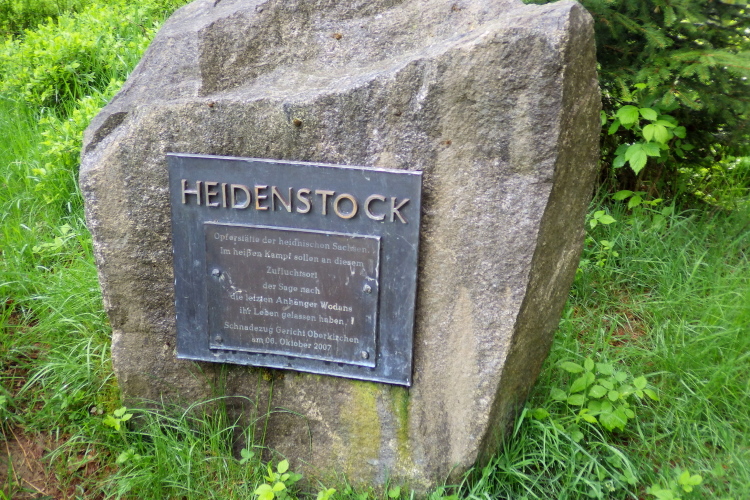 HEIDENSTOCK
Opferstätte der heidnischen Sachsen.
Im heißen Kampf sollen an diesem
Zufluchtsort
der Sage nach
die letzten Anhänger Wodans
ihr Leben gelassen haben.
Schnadezug Gericht Oberkirchen
am 06. Oktober 2007